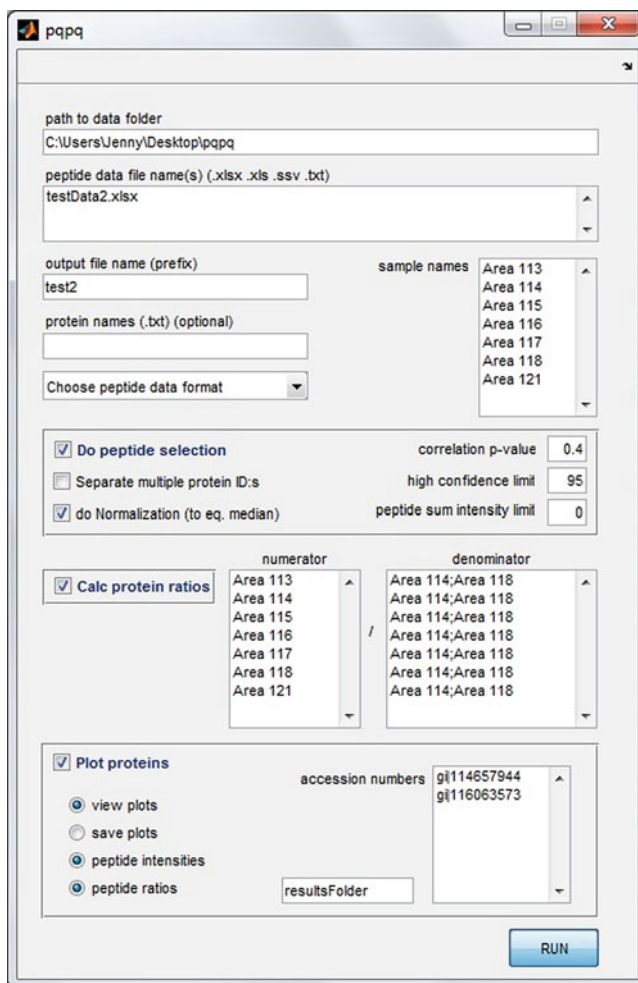 pqpq
path to data folder
C:\Users\Jenny\Desktop\pqpq
peptide data file name(s) (.xlsx .xls .ssv .txt)
testData2.xlsx
output file name (prefix)
test2
protein names (.txt) (optional)
Choose peptide data format
sample names
Area 113
Area 114
Area 115
Area 116
Area 117
Area 118
Area 121
Do peptide selection
Separate multiple protein ID:s
do Normalization (to eq. median)
correlation p-value 0.4
high confidence limit 95
peptide sum intensity limit 0
Calc protein ratios
numerator
Area 113
Area 114
Area 115
Area 116
Area 117
Area 118
Area 121
/
denominator
Area 114;Area 118
Area 114;Area 118
Area 114;Area 118
Area 114;Area 118
Area 114;Area 118
Area 114;Area 118
Area 114;Area 118
Plot proteins
view plots
save plots
peptide intensities
peptide ratios
resultsFolder
accession numbers
gi|114657944
gi|116063573
RUN